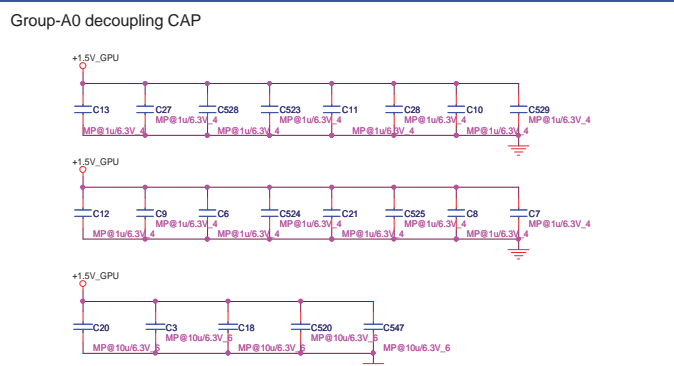 Group-A0 decoupling CAP
+1.5V_GPU
C13 C27 C528 C523 C11 C28 C10 C529
MP@1u/6.3V_4 MP@1u/6.3V_4 MP@1u/6.3V_4 MP@1u/6.3V_4
MP@1u/6.3V_4 MP@1u/6.3V_4 MP@1u/6.3V_4 MP@1u/6.3V_4
+1.5V_GPU
C12 C9 C6 C524 C21 C525 C8 C7
MP@1u/6.3V_4 MP@1u/6.3V_4 MP@1u/6.3V_4 MP@1u/6.3V_4
MP@1u/6.3V_4 MP@1u/6.3V_4 MP@1u/6.3V_4 MP@1u/6.3V_4
+1.5V_GPU
C20 C3 C18 C520 C547
MP@10u/6.3V_6 MP@10u/6.3V_6
MP@10u/6.3V_6 MP@10u/6.3V_6 MP@10u/6.3V_6